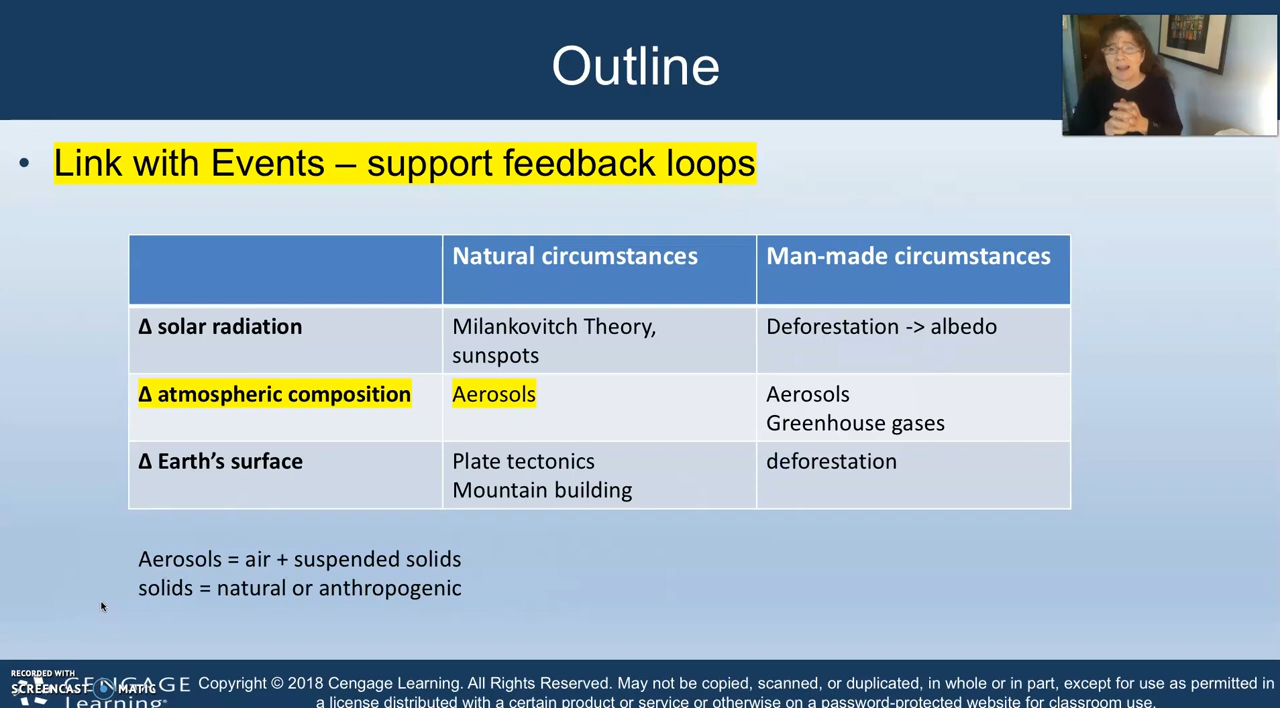 Outline
• Link with Events – support feedback loops
Natural circumstances
Man-made circumstances
Δ solar radiation
Milankovitch Theory,
sunspots
Deforestation -> albedo
Δ atmospheric composition
Aerosols
Aerosols
Greenhouse gases
Δ Earth's surface
Plate tectonics
Mountain building
deforestation
Aerosols = air + suspended solids
solids = natural or anthropogenic
RECORDED WITH
SCREENCAST MATIC
CENGAGE
Learning®
Copyright © 2018 Cengage Learning. All Rights Reserved. May not be copied, scanned, or duplicated, in whole or in part, except for use as permitted in
a license distributed with a certain product or service or otherwise on a password-protected website for classroom use.